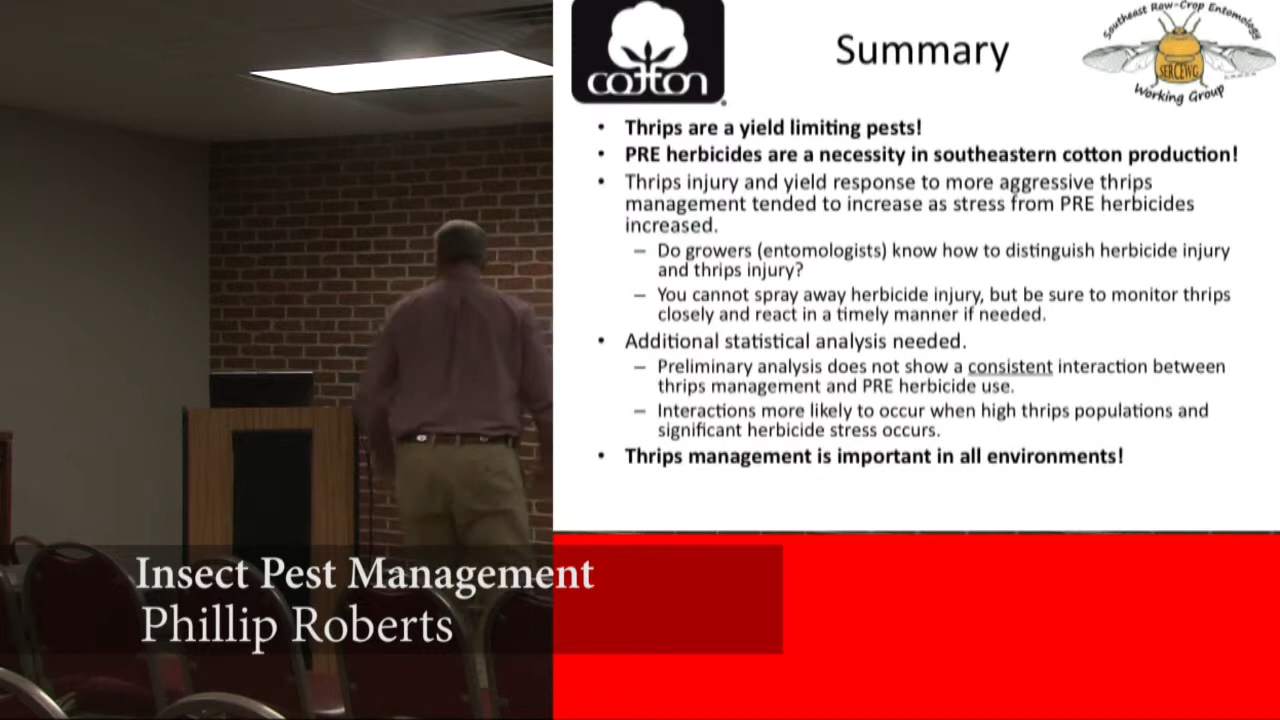 cotton
Summary
Southeast Row-Crop Entomology
SERCEWG
Working Group
• Thrips are a yield limiting pests!
• PRE herbicides are a necessity in southeastern cotton production!
• Thrips injury and yield response to more aggressive thrips
management tended to increase as stress from PRE herbicides
increased.
– Do growers (entomologists) know how to distinguish herbicide injury
and thrips injury?
– You cannot spray away herbicide injury, but be sure to monitor thrips
closely and react in a timely manner if needed.
• Additional statistical analysis needed.
– Preliminary analysis does not show a consistent interaction between
thrips management and PRE herbicide use.
– Interactions more likely to occur when high thrips populations and
significant herbicide stress occurs.
• Thrips management is important in all environments!
Insect Pest Management
Phillip Roberts